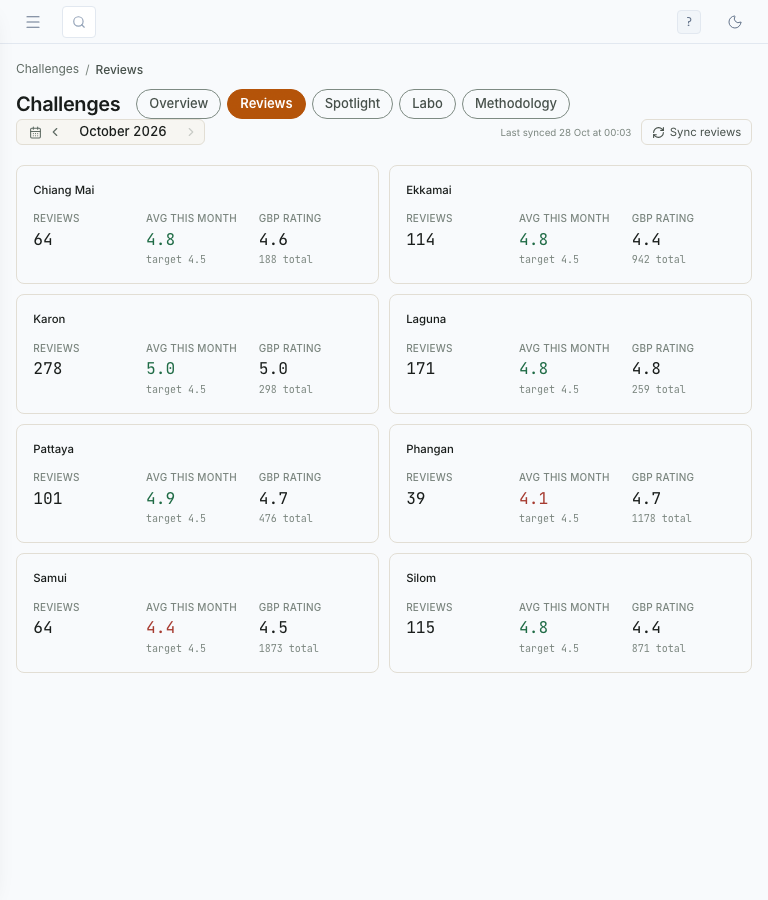 ?
Challenges / Reviews
Challenges Overview Reviews Spotlight Labo Methodology
October 2026 Last synced 28 Oct at 00:03 Sync reviews
Chiang Mai
REVIEWS AVG THIS MONTH GBP RATING
64 4.8 4.6
target 4.5 188 total
Ekkamai
REVIEWS AVG THIS MONTH GBP RATING
114 4.8 4.4
target 4.5 942 total
Karon
REVIEWS AVG THIS MONTH GBP RATING
278 5.0 5.0
target 4.5 298 total
Laguna
REVIEWS AVG THIS MONTH GBP RATING
171 4.8 4.8
target 4.5 259 total
Pattaya
REVIEWS AVG THIS MONTH GBP RATING
101 4.9 4.7
target 4.5 476 total
Phangan
REVIEWS AVG THIS MONTH GBP RATING
39 4.1 4.7
target 4.5 1178 total
Samui
REVIEWS AVG THIS MONTH GBP RATING
64 4.4 4.5
target 4.5 1873 total
Silom
REVIEWS AVG THIS MONTH GBP RATING
115 4.8 4.4
target 4.5 871 total